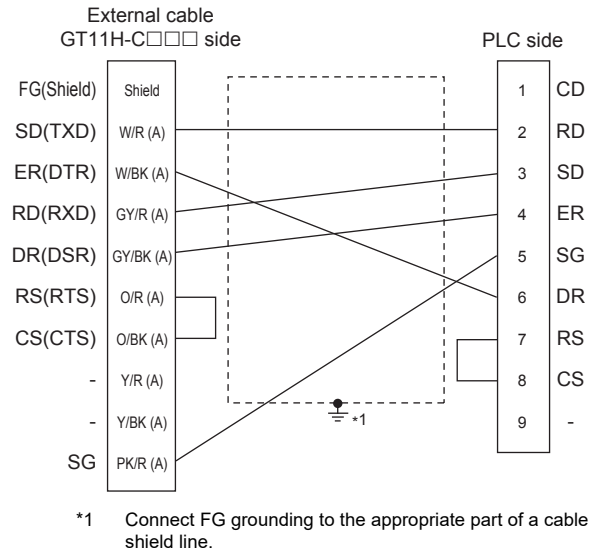 External cable
GT11H-C□□□ side
PLC side
FG(Shield) Shield 1 CD
SD(TXD) W/R (A) 2 RD
ER(DTR) W/BK (A) 3 SD
RD(RXD) GY/R (A) 4 ER
DR(DSR) GY/BK (A) 5 SG
RS(RTS) O/R (A) 6 DR
CS(CTS) O/BK (A) 7 RS
- Y/R (A) 8 CS
- Y/BK (A) *1 9 -
SG PK/R (A)
*1 Connect FG grounding to the appropriate part of a cable
shield line.